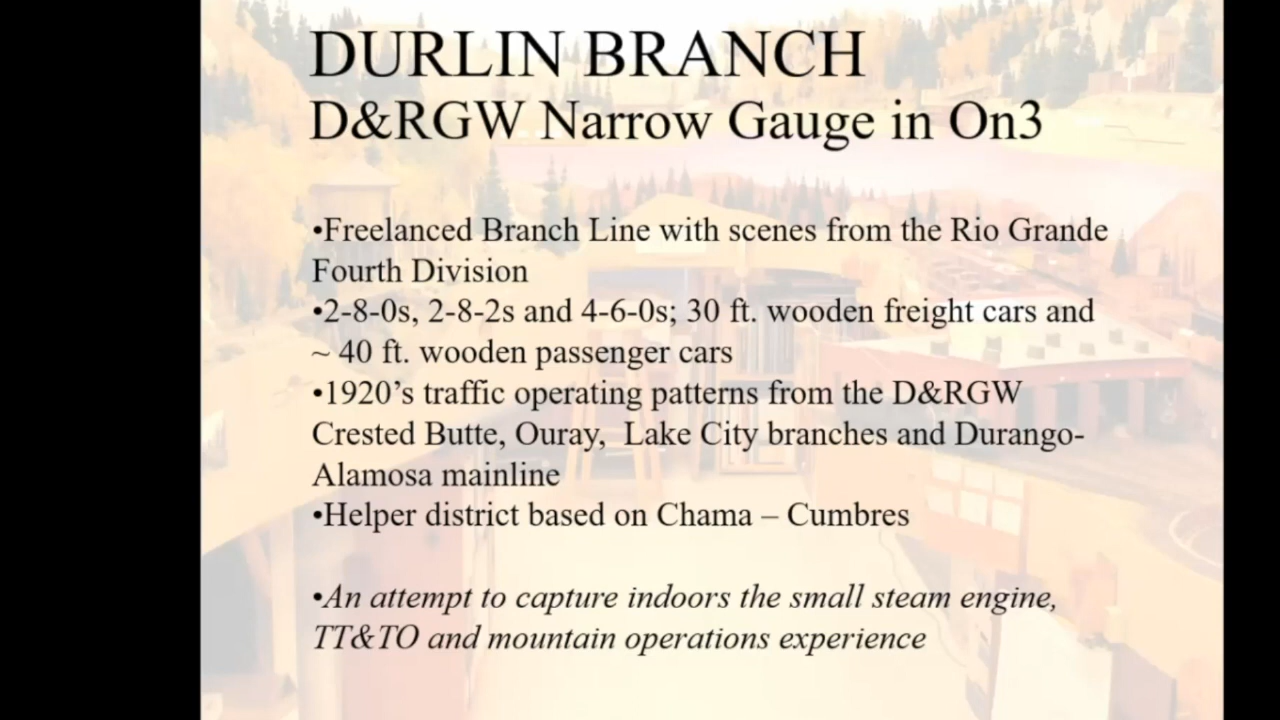 DURLIN BRANCH
D&RGW Narrow Gauge in On3
•Freelanced Branch Line with scenes from the Rio Grande
Fourth Division
•2-8-0s, 2-8-2s and 4-6-0s; 30 ft. wooden freight cars and
~ 40 ft. wooden passenger cars
•1920’s traffic operating patterns from the D&RGW
Crested Butte, Ouray,  Lake City branches and Durango-
Alamosa mainline
•Helper district based on Chama – Cumbres
•An attempt to capture indoors the small steam engine,
TT&TO and mountain operations experience